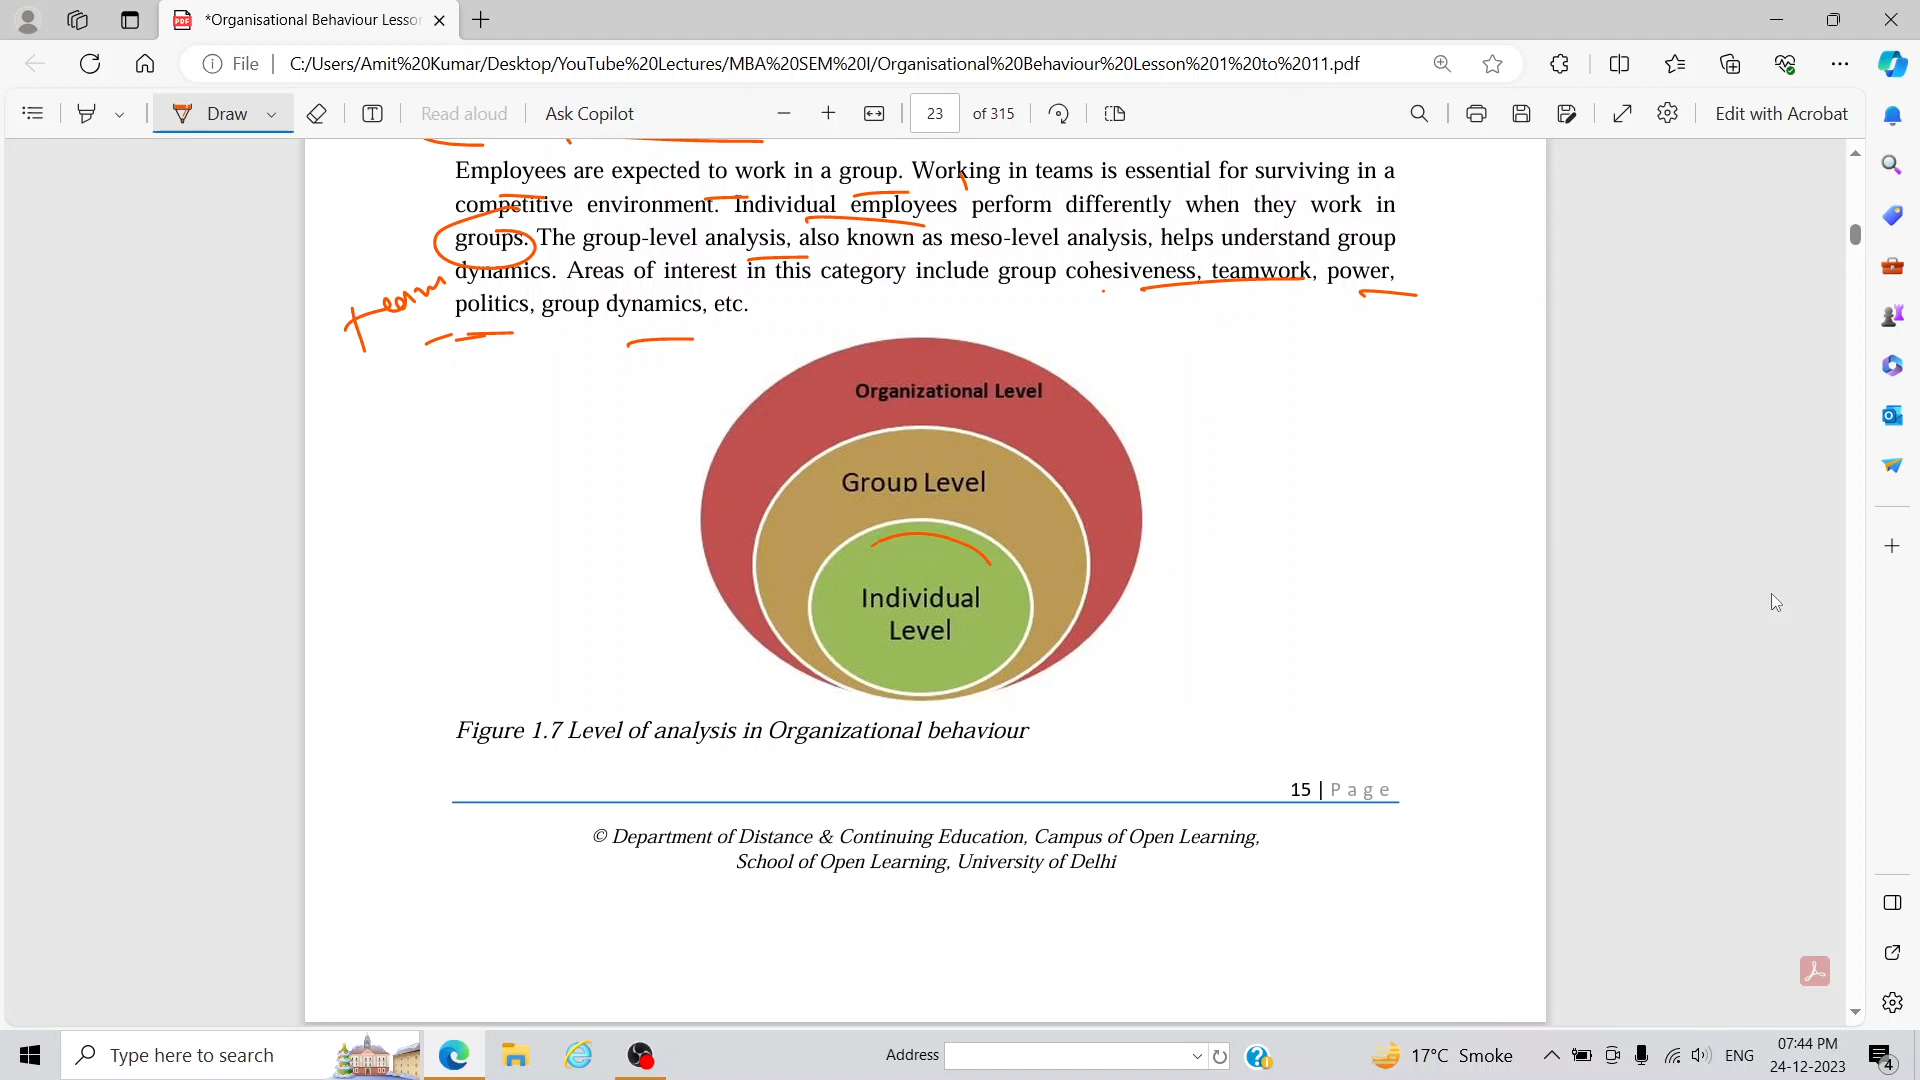 *Organisational Behaviour Lesso
File
C:/Users/Amit%20Kumar/Desktop/YouTube%20Lectures/MBA%20SEM%20I/Organisational%20Behaviour%20Lesson%201%20to%2011.pdf
Draw
Read aloud
Ask Copilot
23 of 315
Edit with Acrobat
Employees are expected to work in a group. Working in teams is essential for surviving in a
competitive environment. Individual employees perform differently when they work in
groups. The group-level analysis, also known as meso-level analysis, helps understand group
dynamics. Areas of interest in this category include group cohesiveness, teamwork, power,
politics, group dynamics, etc.
team
Organizational Level
Group Level
Individual
Level
Figure 1.7 Level of analysis in Organizational behaviour
15 | Page
© Department of Distance & Continuing Education, Campus of Open Learning,
School of Open Learning, University of Delhi
Type here to search
Address
17°C Smoke
ENG
07:44 PM
24-12-2023
4